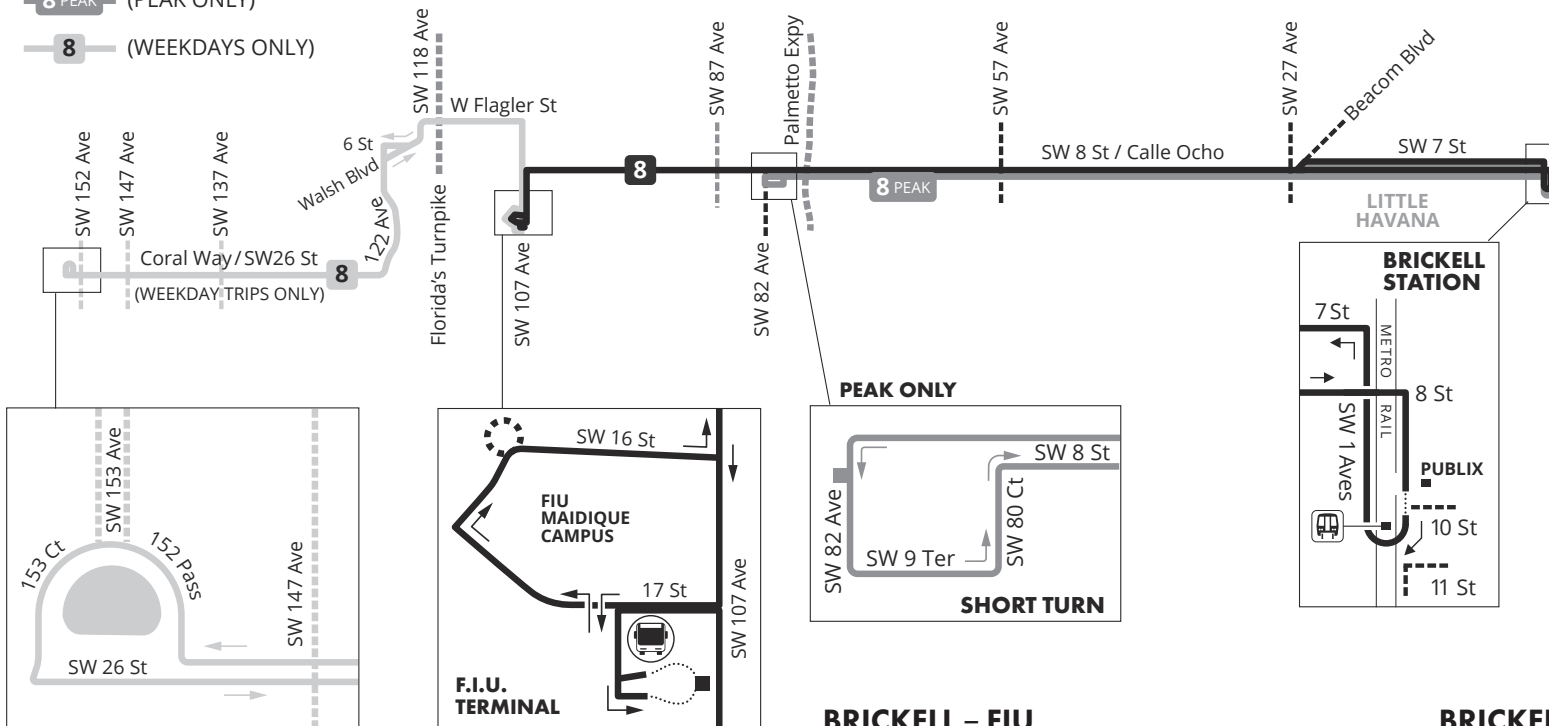 8 PEAK (PEAK ONLY)
8 (WEEKDAYS ONLY)
SW 152 Ave
SW 147 Ave
SW 137 Ave
Coral Way/SW26 St
(WEEKDAY TRIPS ONLY)
8
122 Ave
Walsh Blvd
6 St
SW 118 Ave
Florida's Turnpike
W Flagler St
SW 107 Ave
8
SW 87 Ave
SW 82 Ave
Palmetto Expy
8 PEAK
SW 57 Ave
SW 8 St / Calle Ocho
SW 27 Ave
Beacom Blvd
SW 7 St
LITTLE
HAVANA
SW 153 Ave
153 Ct
152 Pass
SW 147 Ave
SW 26 St
SW 16 St
FIU
MAIDIQUE
CAMPUS
17 St
SW 107 Ave
F.I.U.
TERMINAL
PEAK ONLY
SW 8 St
SW 82 Ave
SW 80 Ct
SW 9 Ter
SHORT TURN
BRICKELL
STATION
7 St
METRO
RAIL
8 St
SW 1 Aves
PUBLIX
10 St
11 St
BRICKELL – FIU